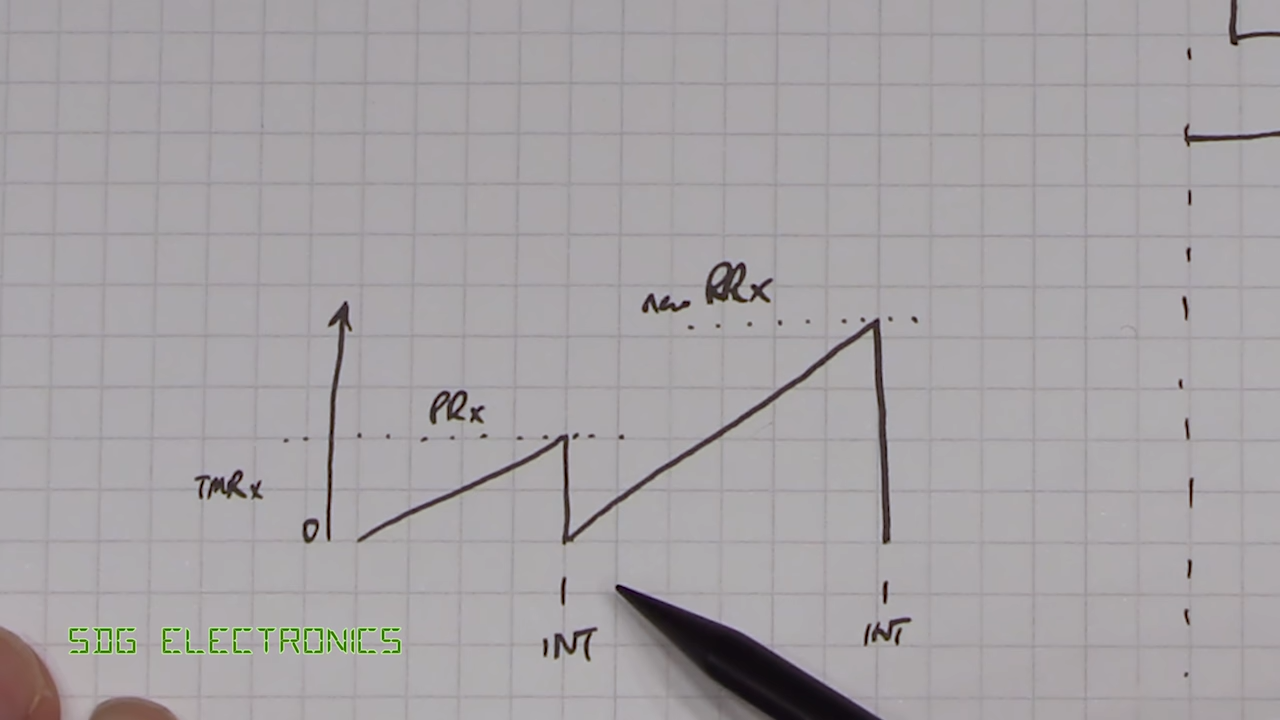 new PRx
PRx
TMRx
0
INT
INT
SDG ELECTRONICS